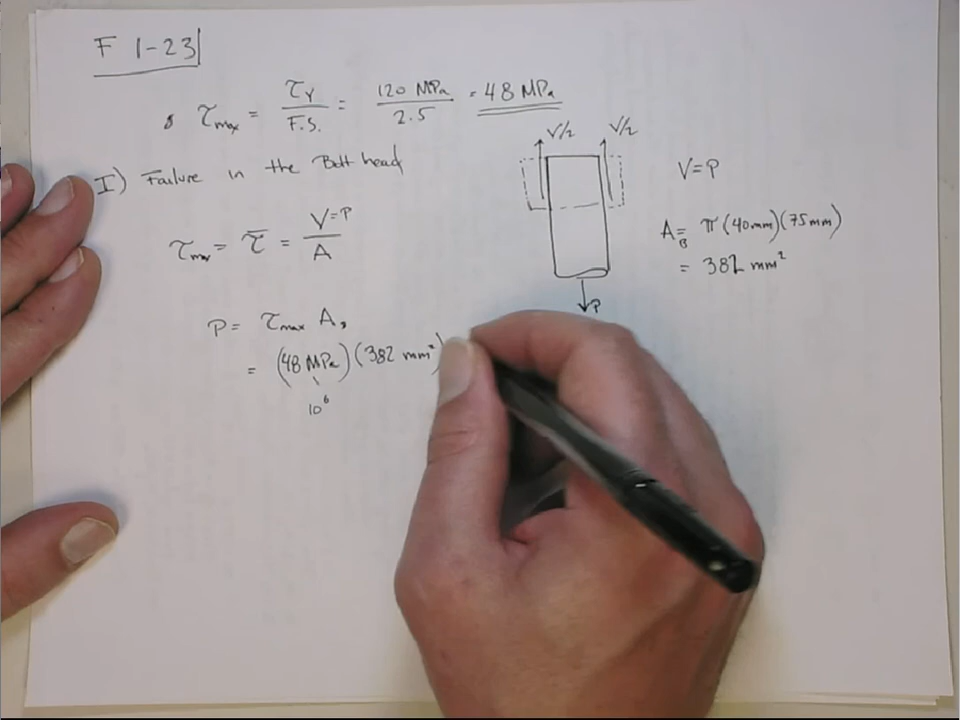 F 1-23
τmax = τY / F.S. = 120 MPa / 2.5 = 48 MPa
I) Failure in the Bolt head
τmax = τ̅ = V=P / A
P = τmax A
= (48 MPa)(382 mm²)
10⁶
V/2 V/2
P
V=P
A = π(40mm)(75mm)
B
= 382 mm²